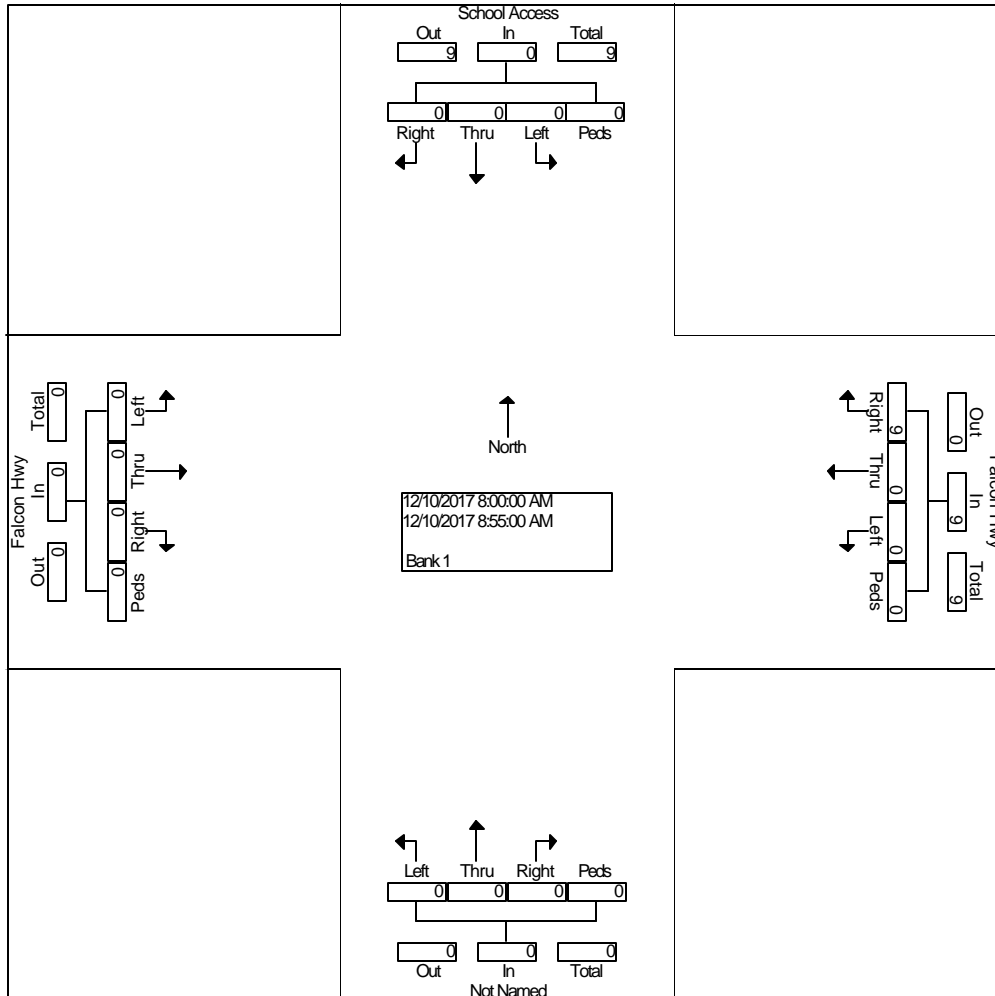 School Access
Out In Total
9 0 9
0 0 0 0
Right Thru Left Peds
Falcon Hwy
Total In Out
0 0 0
0 0 0 0
Left Thru Right Peds
North
12/10/2017 8:00:00 AM
12/10/2017 8:55:00 AM
Bank 1
Right Thru Left Peds
9 0 0 0
Out In Total
0 9 9
Falcon Hwy
Left Thru Right Peds
0 0 0 0
0 0 0
Out In Total
Not Named